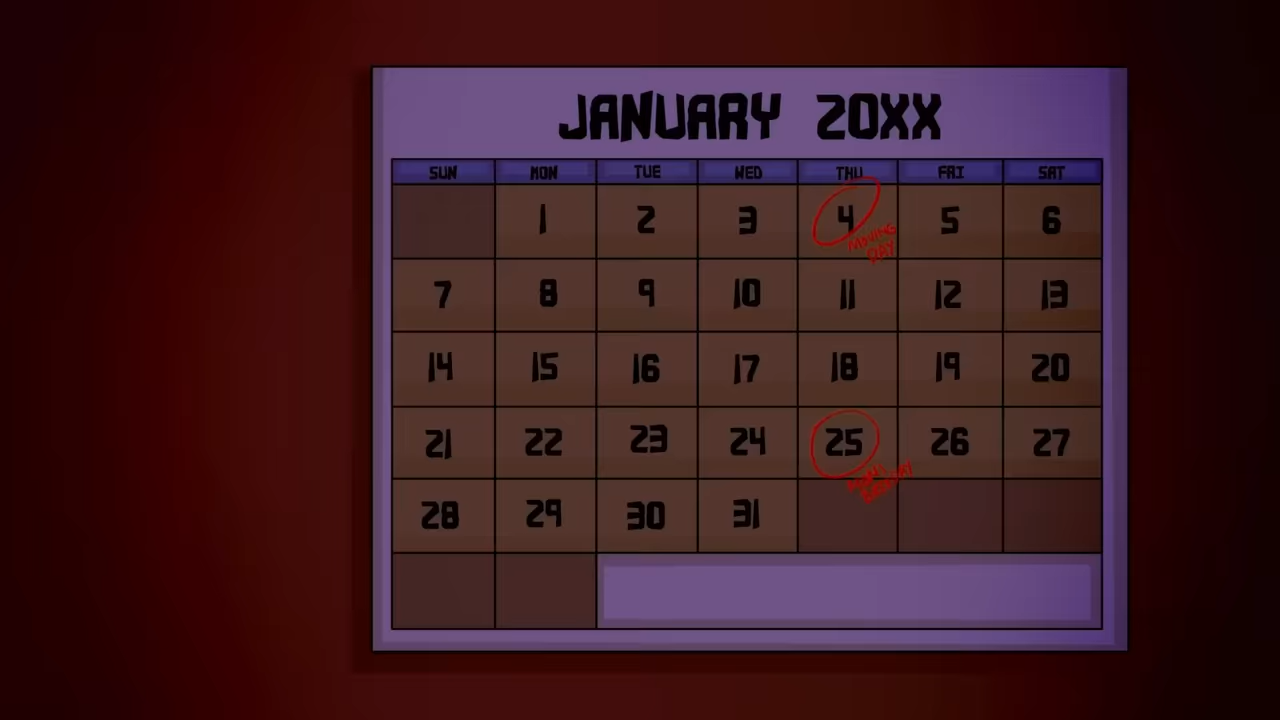 JANUARY 20XX
SUN MON TUE WED THU FRI SAT
1 2 3 4 5 6
MOVING
DAY
7 8 9 10 11 12 13
14 15 16 17 18 19 20
21 22 23 24 25 26 27
28 29 30 31